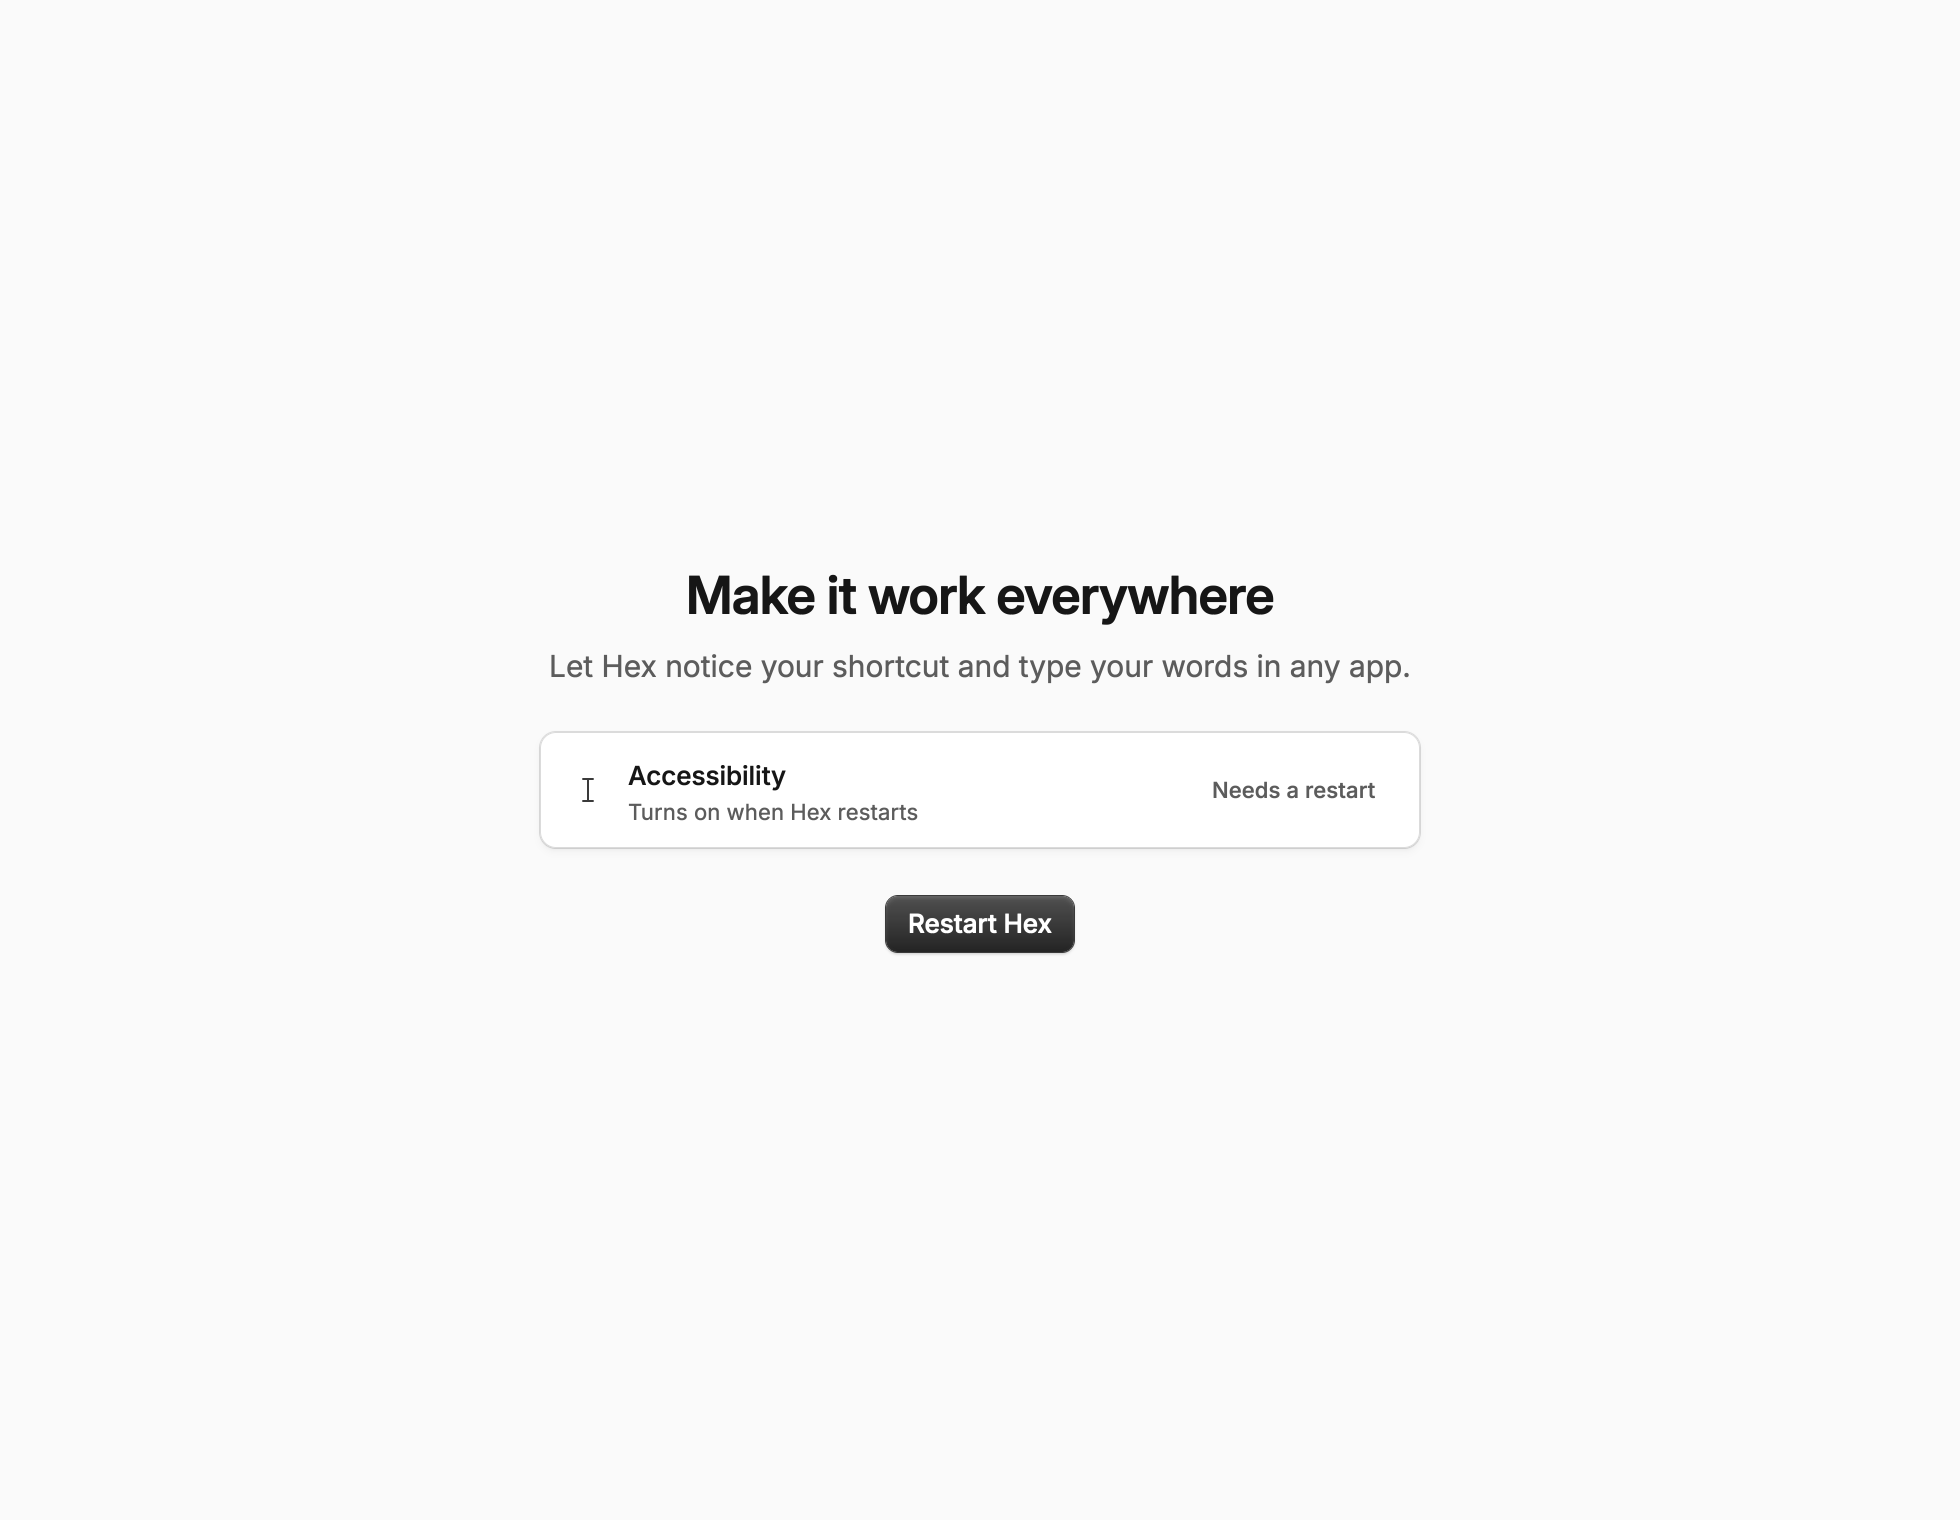 Make it work everywhere
Let Hex notice your shortcut and type your words in any app.
Accessibility
Turns on when Hex restarts
Needs a restart
Restart Hex